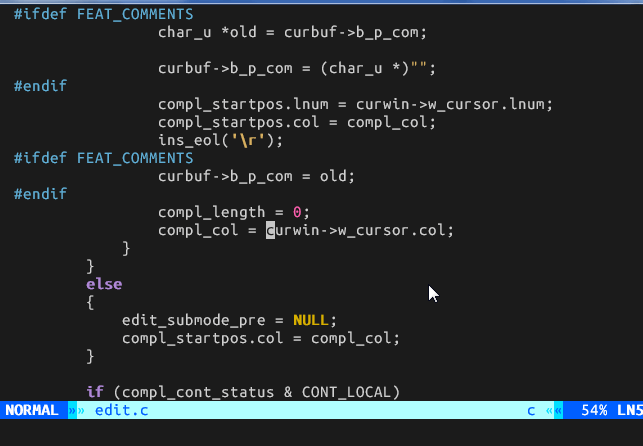 #ifdef FEAT_COMMENTS
char_u *old = curbuf->b_p_com;
curbuf->b_p_com = (char_u *)"";
#endif
compl_startpos.lnum = curwin->w_cursor.lnum;
compl_startpos.col = compl_col;
ins_eol('\r');
#ifdef FEAT_COMMENTS
curbuf->b_p_com = old;
#endif
compl_length = 0;
compl_col = curwin->w_cursor.col;
}
}
else
{
edit_submode_pre = NULL;
compl_startpos.col = compl_col;
}
if (compl_cont_status & CONT_LOCAL)
NORMAL » » edit.c c « « 54% LN5